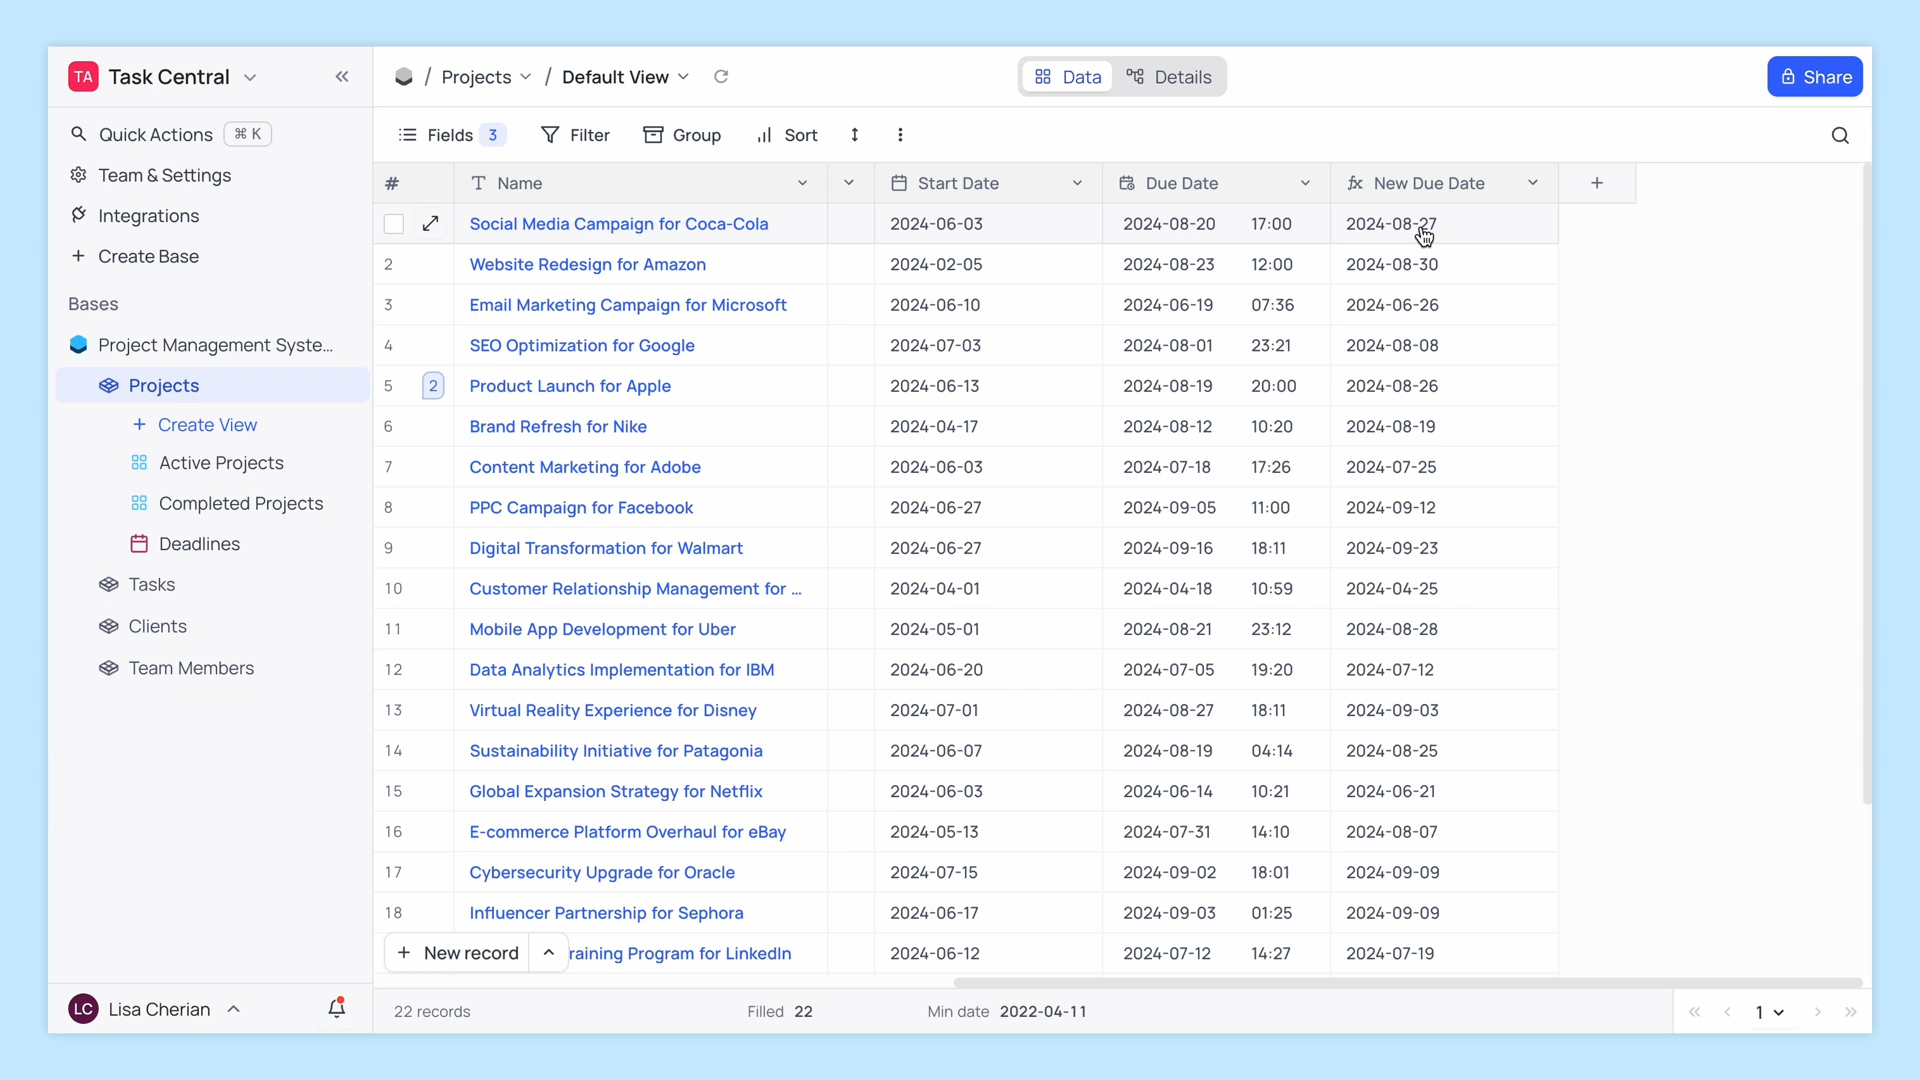 TA Task Central
Quick Actions ⌘ K
Team & Settings
Integrations
Create Base
Bases
Project Management Syste...
Projects
Create View
Active Projects
Completed Projects
Deadlines
Tasks
Clients
Team Members
LC Lisa Cherian
/ Projects / Default View
Data Details
Share
Fields 3 Filter Group Sort
# Name Start Date Due Date fx New Due Date +
Social Media Campaign for Coca-Cola 2024-06-03 2024-08-20 17:00 2024-08-27
2 Website Redesign for Amazon 2024-02-05 2024-08-23 12:00 2024-08-30
3 Email Marketing Campaign for Microsoft 2024-06-10 2024-06-19 07:36 2024-06-26
4 SEO Optimization for Google 2024-07-03 2024-08-01 23:21 2024-08-08
5 2 Product Launch for Apple 2024-06-13 2024-08-19 20:00 2024-08-26
6 Brand Refresh for Nike 2024-04-17 2024-08-12 10:20 2024-08-19
7 Content Marketing for Adobe 2024-06-03 2024-07-18 17:26 2024-07-25
8 PPC Campaign for Facebook 2024-06-27 2024-09-05 11:00 2024-09-12
9 Digital Transformation for Walmart 2024-06-27 2024-09-16 18:11 2024-09-23
10 Customer Relationship Management for ... 2024-04-01 2024-04-18 10:59 2024-04-25
11 Mobile App Development for Uber 2024-05-01 2024-08-21 23:12 2024-08-28
12 Data Analytics Implementation for IBM 2024-06-20 2024-07-05 19:20 2024-07-12
13 Virtual Reality Experience for Disney 2024-07-01 2024-08-27 18:11 2024-09-03
14 Sustainability Initiative for Patagonia 2024-06-07 2024-08-19 04:14 2024-08-25
15 Global Expansion Strategy for Netflix 2024-06-03 2024-06-14 10:21 2024-06-21
16 E-commerce Platform Overhaul for eBay 2024-05-13 2024-07-31 14:10 2024-08-07
17 Cybersecurity Upgrade for Oracle 2024-07-15 2024-09-02 18:01 2024-09-09
18 Influencer Partnership for Sephora 2024-06-17 2024-09-03 01:25 2024-09-09
+ New record raining Program for LinkedIn 2024-06-12 2024-07-12 14:27 2024-07-19
22 records Filled 22 Min date 2022-04-11 1